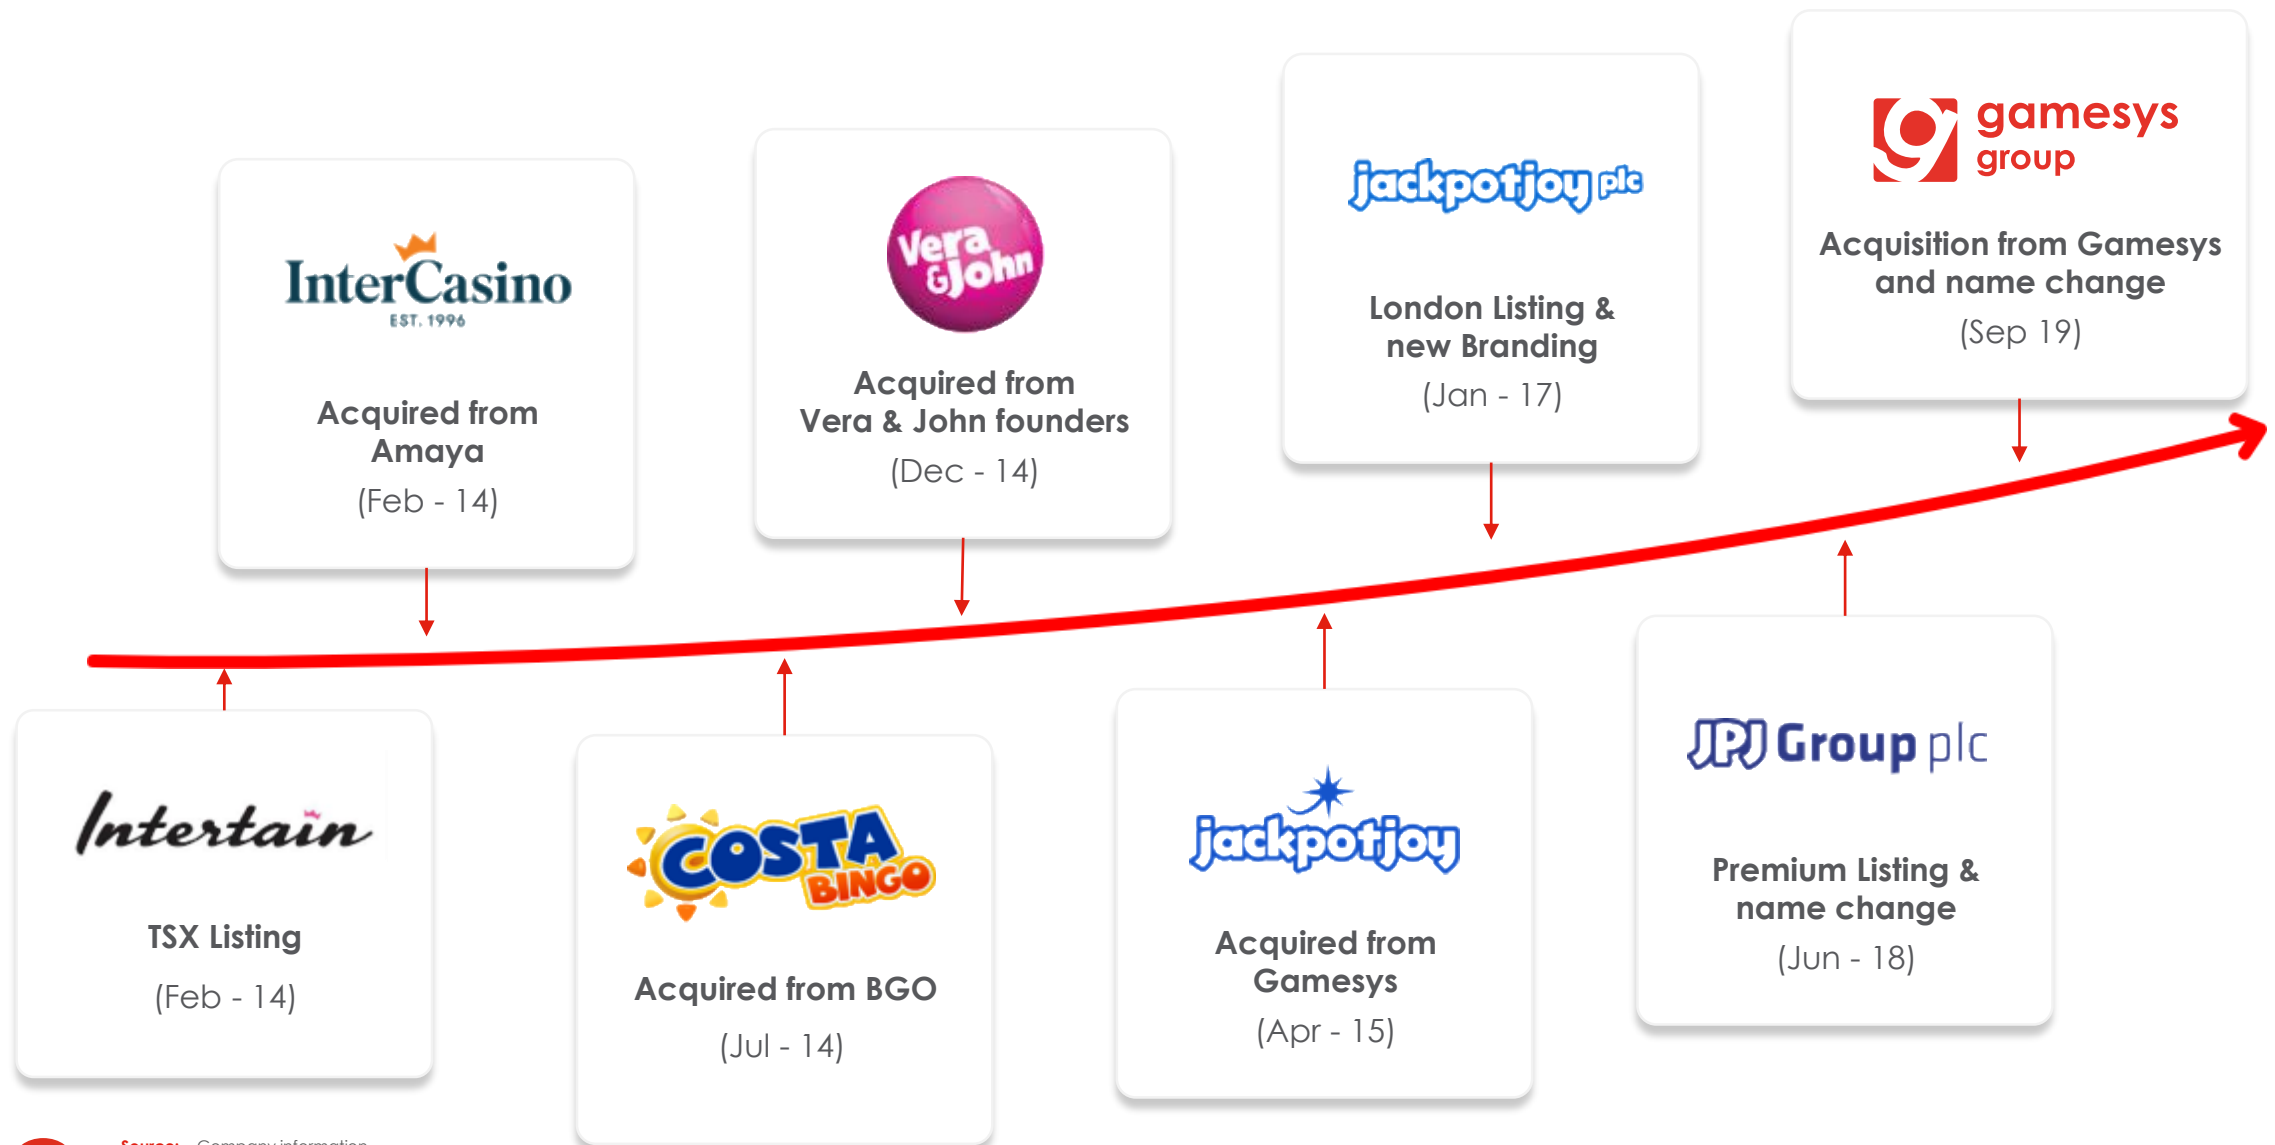 Intertain
TSX Listing
(Feb - 14)
InterCasino
EST. 1996
Acquired from
Amaya
(Feb - 14)
COSTA
BINGO
Acquired from BGO
(Jul - 14)
Vera
&John
Acquired from
Vera & John founders
(Dec - 14)
jackpotjoy
Acquired from
Gamesys
(Apr - 15)
jackpotjoy plc
London Listing &
new Branding
(Jan - 17)
JPJ Group plc
Premium Listing &
name change
(Jun - 18)
gamesys
group
Acquisition from Gamesys
and name change
(Sep 19)
Source: Company information